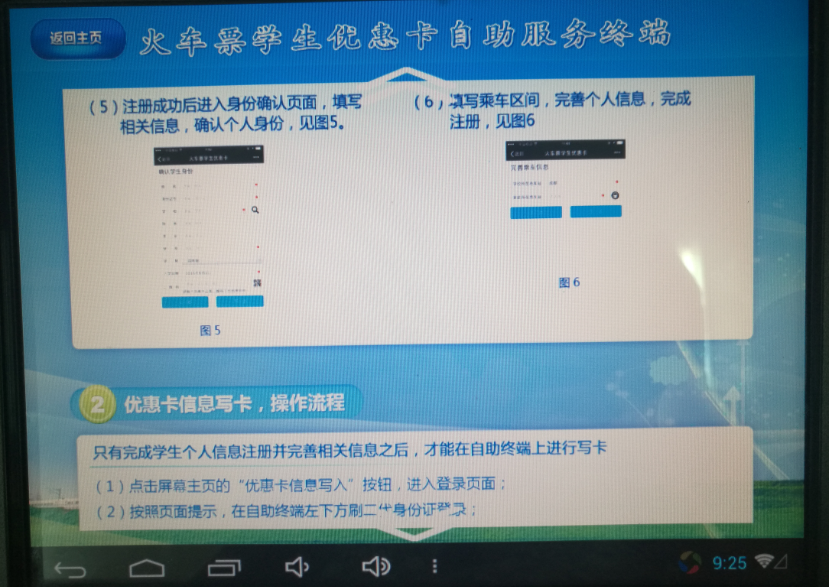 返回主页
火车票学生优惠卡自助服务终端
（5）注册成功后进入身份确认页面，填写
相关信息，确认个人身份，见图5。
（6）填写乘车区间，完善个人信息，完成
注册，见图6
火车票学生优惠卡
确认学生身份
图5
火车票学生优惠卡
完善乘车信息
图6
2 优惠卡信息写卡，操作流程
只有完成学生个人信息注册并完善相关信息之后，才能在自助终端上进行写卡
（1）点击屏幕主页的“优惠卡信息写入”按钮，进入登录页面；
（2）按照页面提示，在自助终端左下方刷二代身份证登录；
9:25